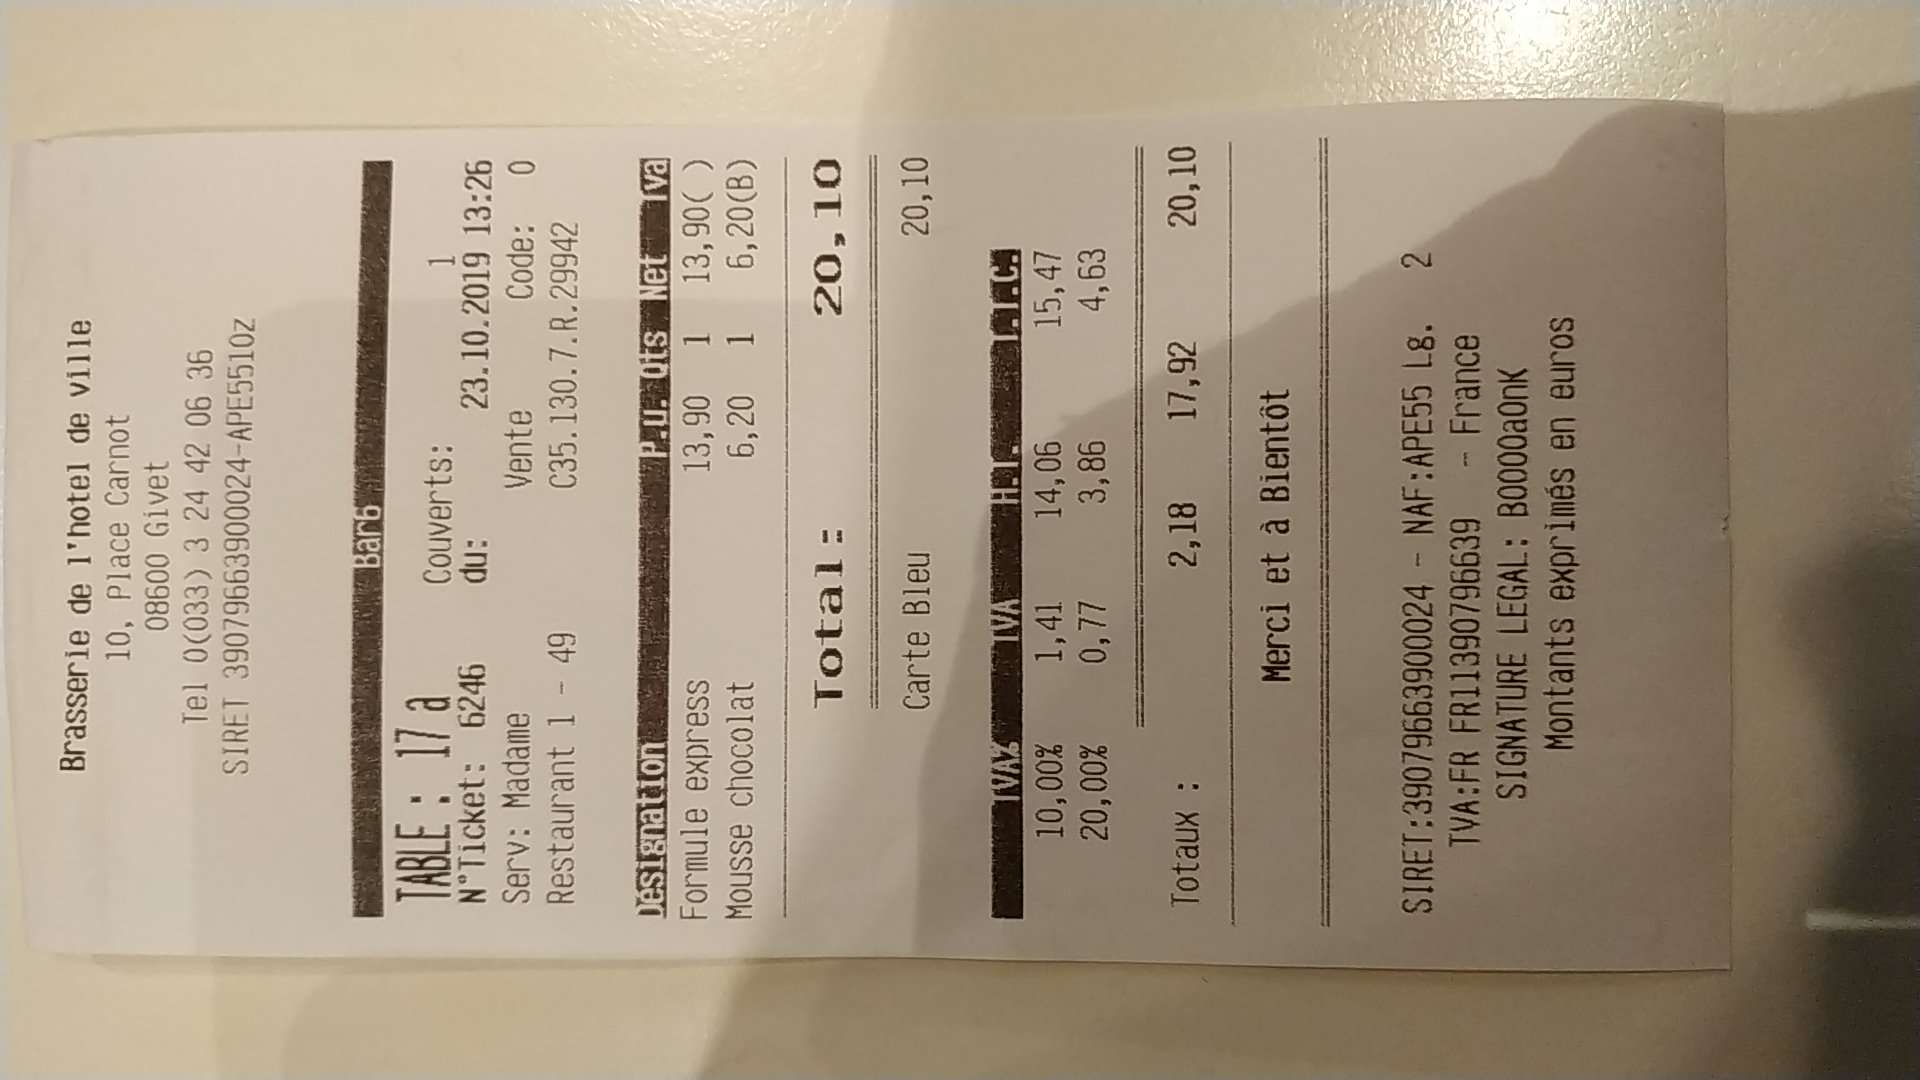 Brasserie de l'hotel de ville
10, Place Carnot
08600 Givet
Tel 0(033) 3 24 42 06 36
SIRET 39079663900024-APE5510Z
Bar6
TABLE : 17 a Couverts: 1
N°Ticket: 6246 du: 23.10.2019 13:26
Serv: Madame Vente Code: 0
Restaurant 1 - 49 C35.130.7.R.29942
Désignation P.u. Qts Net Tva
Formule express 13,90 1 13,90( )
Mousse chocolat 6,20 1 6,20(B)
Total : 20,10
Carte Bleu 20,10
TVA% TVA H.T. T.T.C.
10,00% 1,41 14,06 15,47
20,00% 0,77 3,86 4,63
Totaux : 2,18 17,92 20,10
Merci et à Bientôt
SIRET:39079663900024 - NAF:APE55 Lg. 2
TVA:FR FR11390796639 - France
SIGNATURE LEGAL: B0000aOnK
Montants exprimés en euros